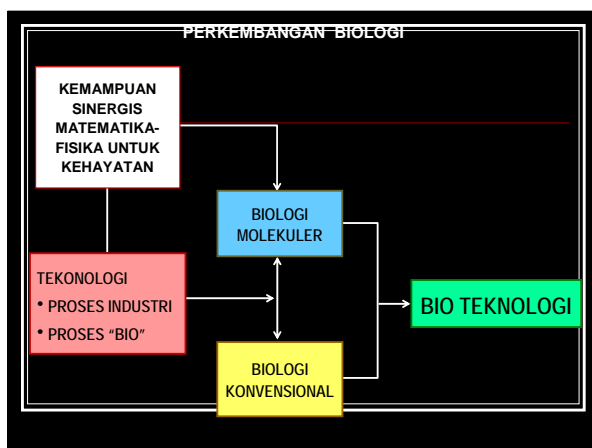 PERKEMBANGAN BIOLOGI
KEMAMPUAN
SINERGIS
MATEMATIKA-
FISIKA UNTUK
KEHAYATAN
BIOLOGI
MOLEKULER
TEKONOLOGI
• PROSES INDUSTRI
• PROSES “BIO”
BIO TEKNOLOGI
BIOLOGI
KONVENSIONAL